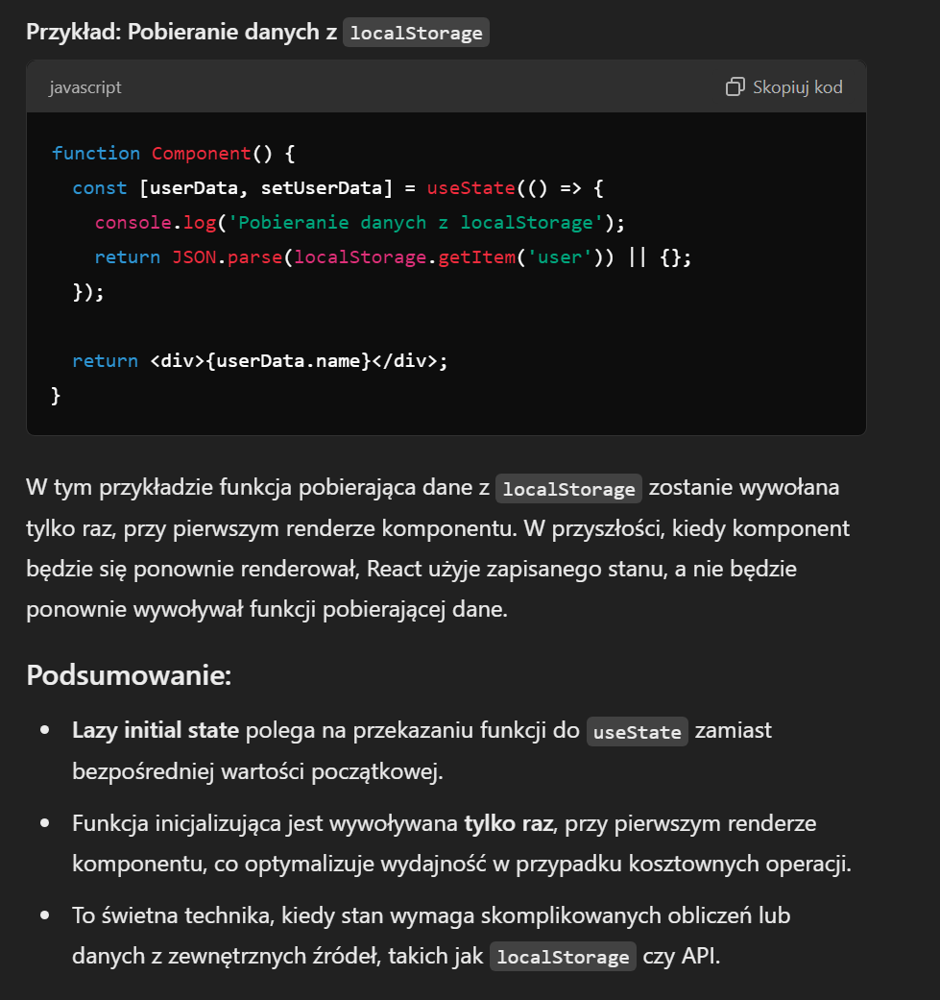 Przykład: Pobieranie danych z localStorage
javascript
Skopiuj kod
function Component() {
  const [userData, setUserData] = useState(() => {
    console.log('Pobieranie danych z localStorage');
    return JSON.parse(localStorage.getItem('user')) || {};
  });

  return <div>{userData.name}</div>;
}
W tym przykładzie funkcja pobierająca dane z localStorage zostanie wywołana
tylko raz, przy pierwszym renderze komponentu. W przyszłości, kiedy komponent
będzie się ponownie renderował, React użyje zapisanego stanu, a nie będzie
ponownie wywoływał funkcji pobierającej dane.
Podsumowanie:
• Lazy initial state polega na przekazaniu funkcji do useState zamiast
bezpośredniej wartości początkowej.
• Funkcja inicjalizująca jest wywoływana tylko raz, przy pierwszym renderze
komponentu, co optymalizuje wydajność w przypadku kosztownych operacji.
• To świetna technika, kiedy stan wymaga skomplikowanych obliczeń lub
danych z zewnętrznych źródeł, takich jak localStorage czy API.